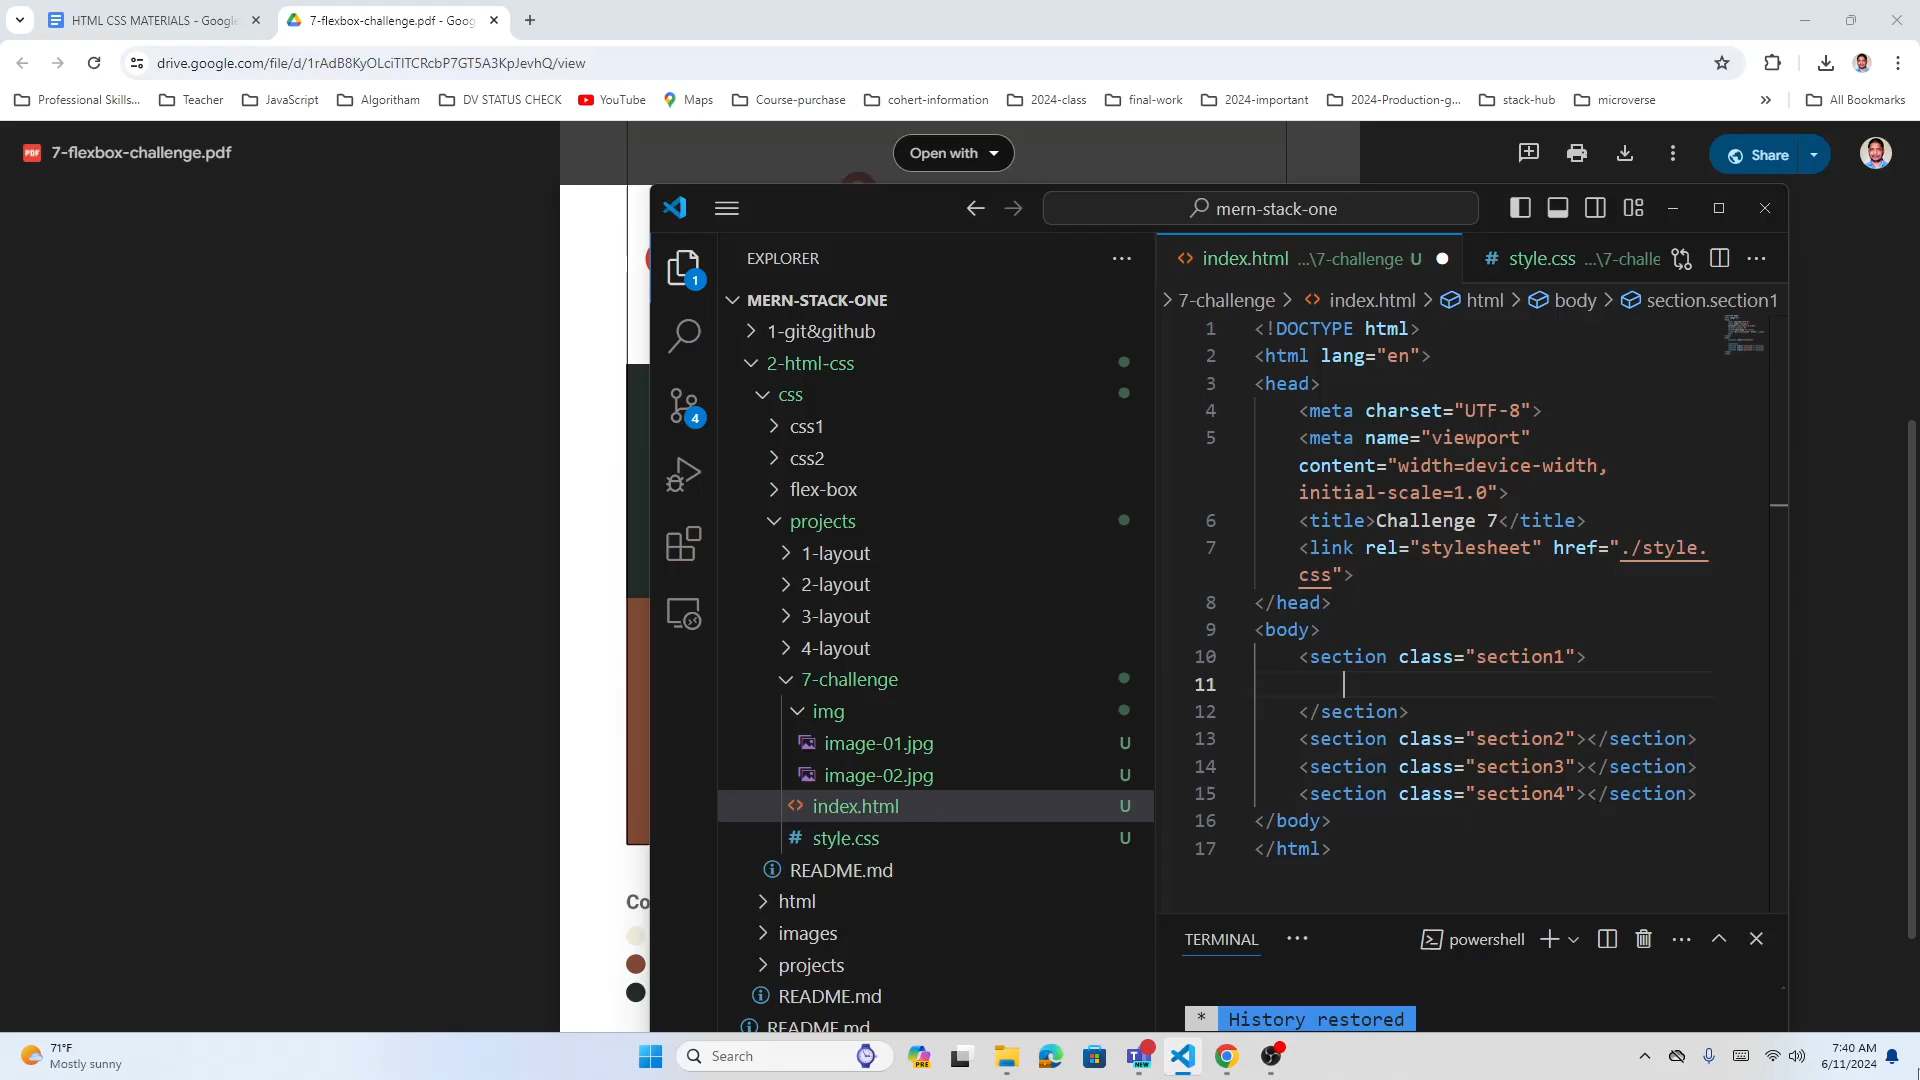 HTML CSS MATERIALS - Google
7-flexbox-challenge.pdf - Goog
drive.google.com/file/d/1rAdB8KyOLciTITCRcbP7GT5A3KpJevhQ/view
Professional Skills...
Teacher
JavaScript
Algoritham
DV STATUS CHECK
YouTube
Maps
Course-purchase
cohert-information
2024-class
final-work
2024-important
2024-Production-g...
stack-hub
microverse
All Bookmarks
PDF
7-flexbox-challenge.pdf
Open with
Share
mern-stack-one
EXPLORER
1
4
MERN-STACK-ONE
1-git&github
2-html-css
css
css1
css2
flex-box
projects
1-layout
2-layout
3-layout
4-layout
7-challenge
img
image-01.jpg U
image-02.jpg U
index.html U
style.css U
README.md
html
images
projects
README.md
README.md
index.html ...\7-challenge U
style.css ...\7-challe
7-challenge > index.html > html > body > section.section1
1 <!DOCTYPE html>
2 <html lang="en">
3 <head>
4 <meta charset="UTF-8">
5 <meta name="viewport"
content="width=device-width,
initial-scale=1.0">
6 <title>Challenge 7</title>
7 <link rel="stylesheet" href="./style.
css">
8 </head>
9 <body>
10 <section class="section1">
11
12 </section>
13 <section class="section2"></section>
14 <section class="section3"></section>
15 <section class="section4"></section>
16 </body>
17 </html>
TERMINAL
powershell
* History restored
Co
71°F
Mostly sunny
Search
PRE
NEW
7:40 AM
6/11/2024